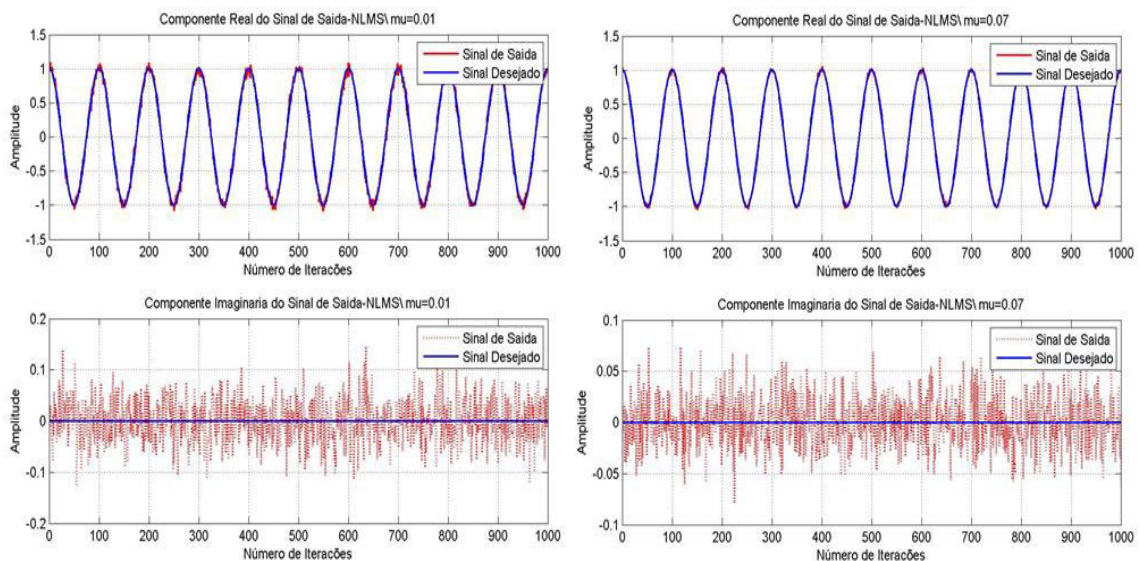 Componente Real do Sinal de Saida-NLMS\ mu=0.01
1.5
1
0.5
0
-0.5
-1
-1.5
Amplitude
Sinal de Saida
Sinal Desejado
0 100 200 300 400 500 600 700 800 900 1000
Número de Iterações
Componente Real do Sinal de Saida-NLMS\ mu=0.07
1.5
1
0.5
0
-0.5
-1
-1.5
Amplitude
Sinal de Saida
Sinal Desejado
0 100 200 300 400 500 600 700 800 900 1000
Número de Iterações
Componente Imaginaria do Sinal de Saida-NLMS\ mu=0.01
0.2
0.1
0
-0.1
-0.2
Amplitude
Sinal de Saida
Sinal Desejado
0 100 200 300 400 500 600 700 800 900 1000
Número de Iterações
Componente Imaginaria do Sinal de Saida-NLMS\ mu=0.07
0.1
0.05
0
-0.05
-0.1
Amplitude
Sinal de Saida
Sinal Desejado
0 100 200 300 400 500 600 700 800 900 1000
Número de Iterações